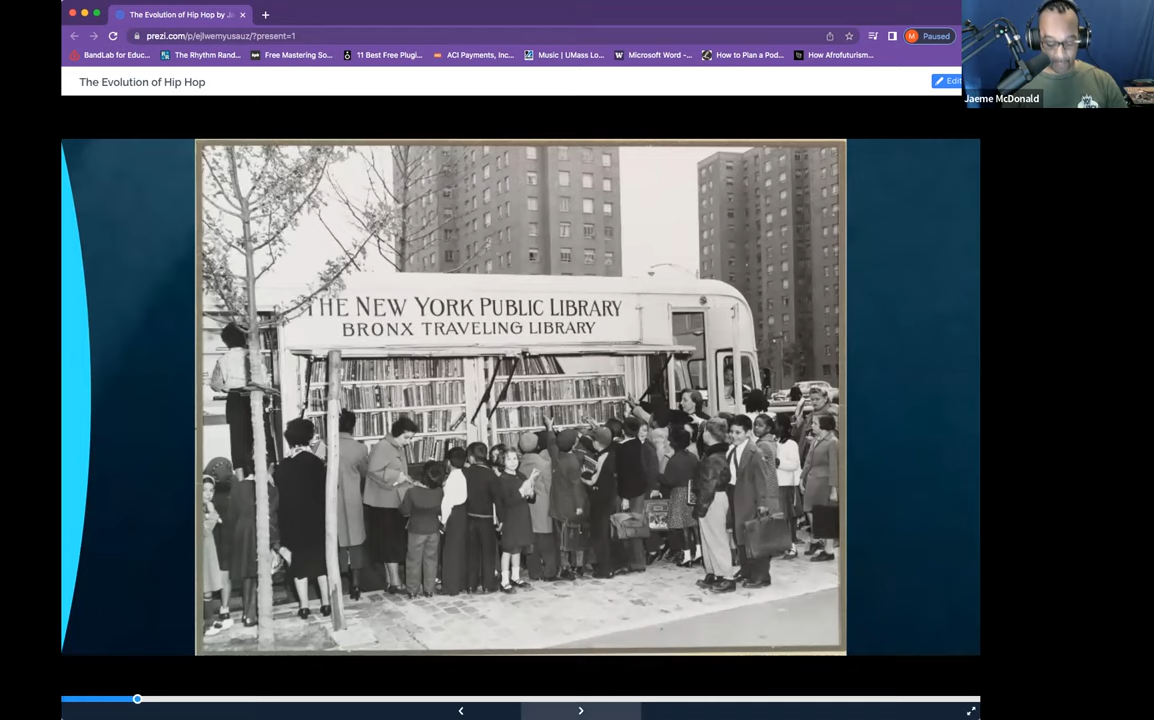 The Evolution of Hip Hop by Ja
prezi.com/p/ejlwemyusauz/?present=1
M Paused
BandLab for Educ...
The Rhythm Rand...
Free Mastering So...
11 Best Free Plugi...
ACI Payments, Inc...
Music | UMass Lo...
Microsoft Word -...
How to Plan a Pod...
How Afrofuturism...
The Evolution of Hip Hop
Edit
Jaeme McDonald
THE NEW YORK PUBLIC LIBRARY
BRONX TRAVELING LIBRARY